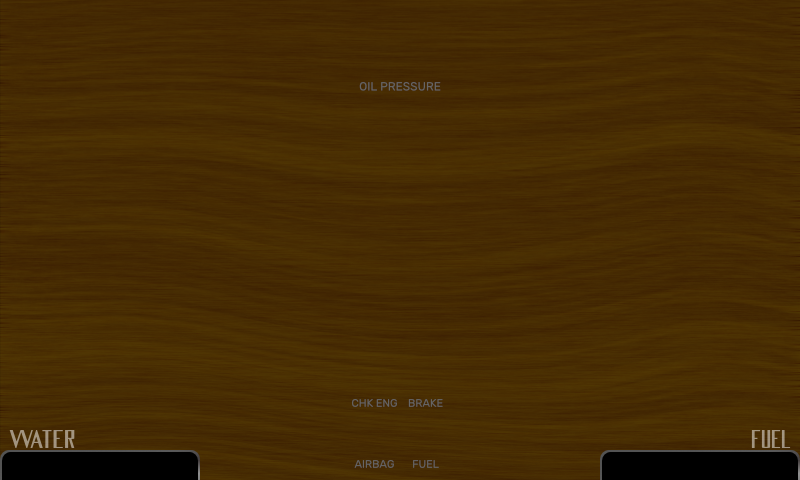 OIL PRESSURE
CHK ENG BRAKE
WATER FUEL
AIRBAG FUEL